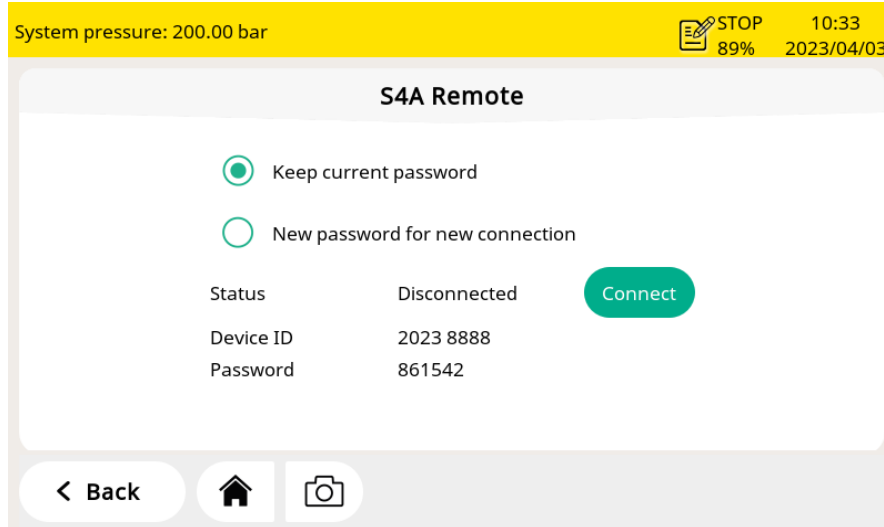 System pressure: 200.00 bar
STOP 10:33
89% 2023/04/03
S4A Remote
Keep current password
New password for new connection
Status Disconnected Connect
Device ID 2023 8888
Password 861542
Back